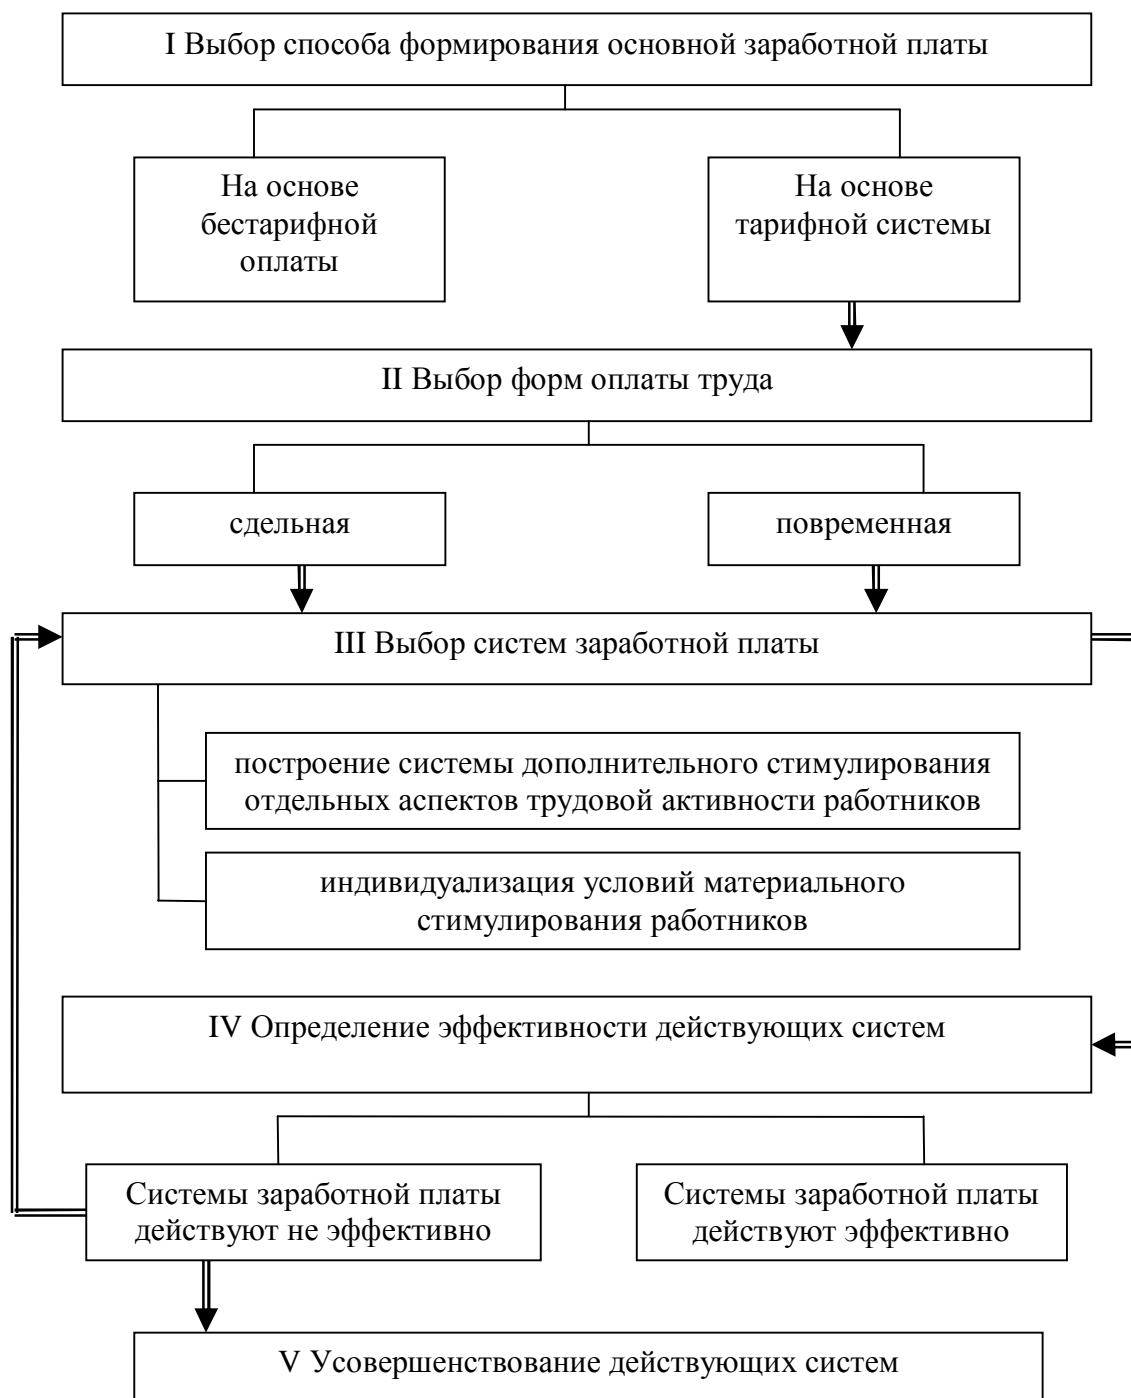 I Выбор способа формирования основной заработной платы
На основе
бестарифной
оплаты
На основе
тарифной системы
II Выбор форм оплаты труда
сдельная
повременная
III Выбор систем заработной платы
построение системы дополнительного стимулирования
отдельных аспектов трудовой активности работников
индивидуализация условий материального
стимулирования работников
IV Определение эффективности действующих систем
Системы заработной платы
действуют не эффективно
Системы заработной платы
действуют эффективно
V Усовершенствование действующих систем